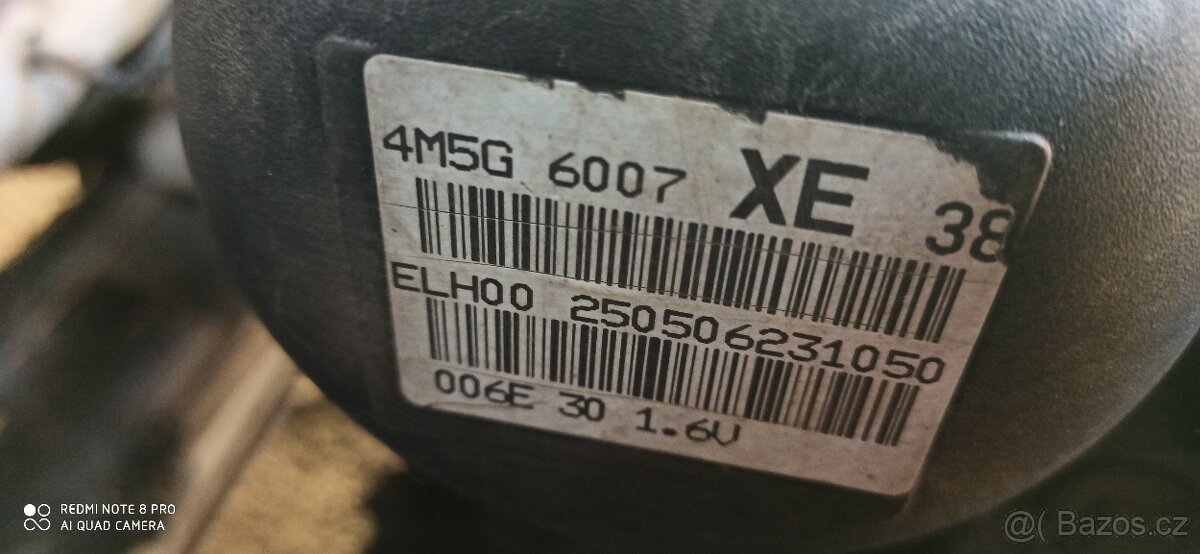 4M5G 6007 XE 38
ELH00 250506231050
006E 30 1.6V
REDMI NOTE 8 PRO
AI QUAD CAMERA
@( Bazos.cz